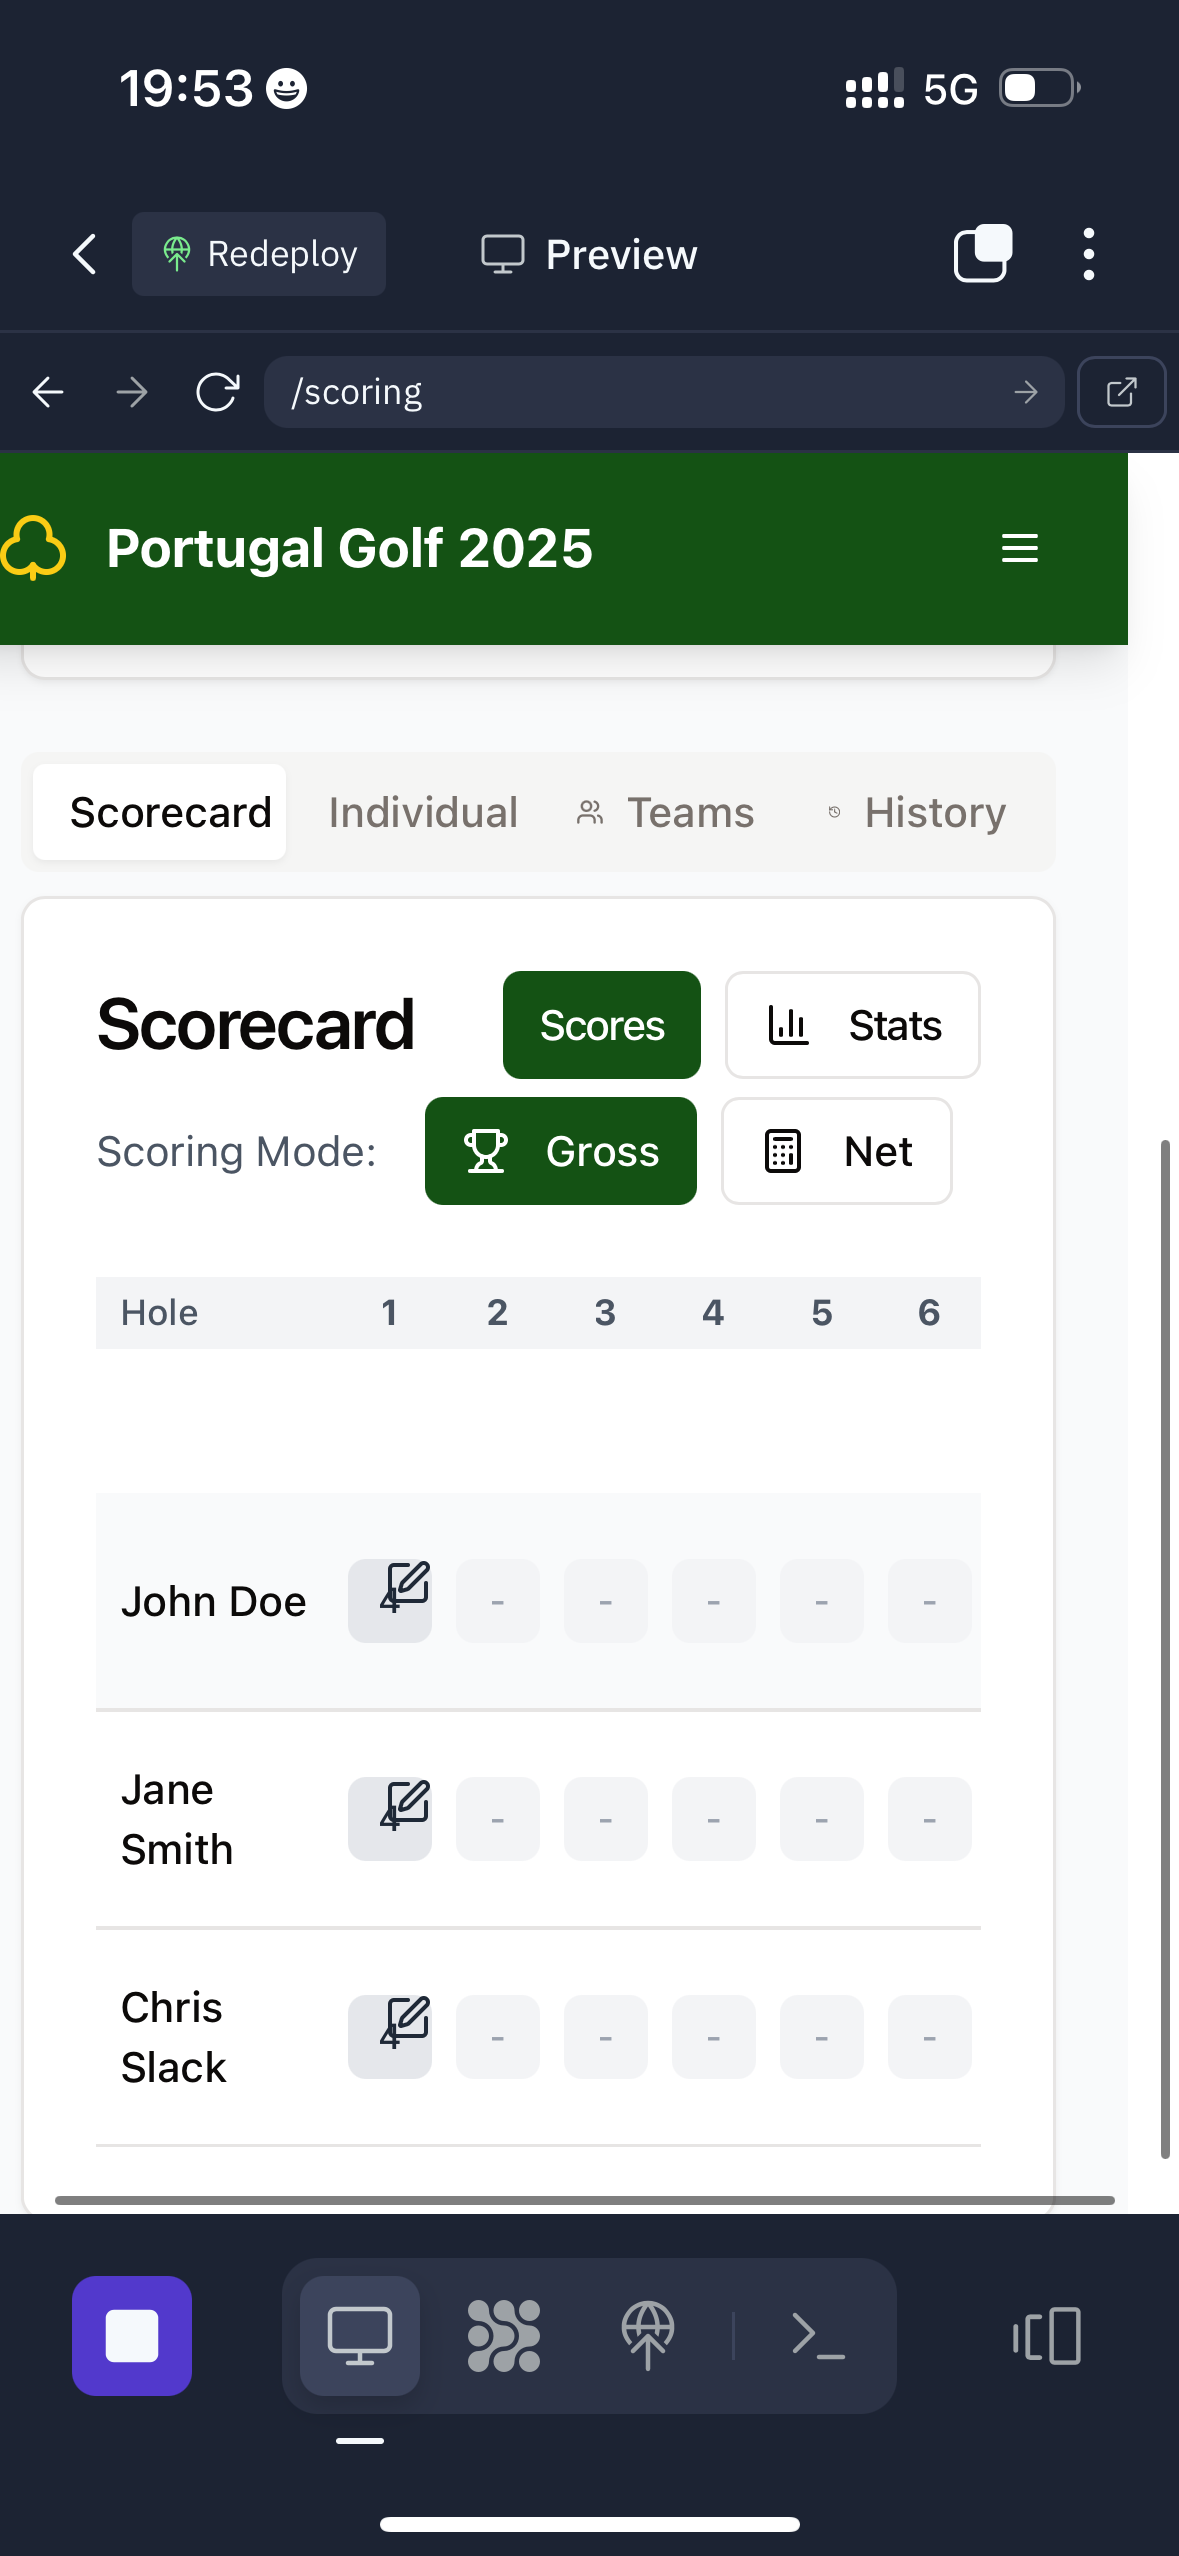 19:53 5G
Redeploy Preview
/scoring
Portugal Golf 2025
Scorecard Individual Teams History
Scorecard Scores Stats
Scoring Mode: Gross Net
Hole 1 2 3 4 5 6
John Doe 4 - - - - -
Jane
Smith
4 - - - - -
Chris
Slack
4 - - - - -